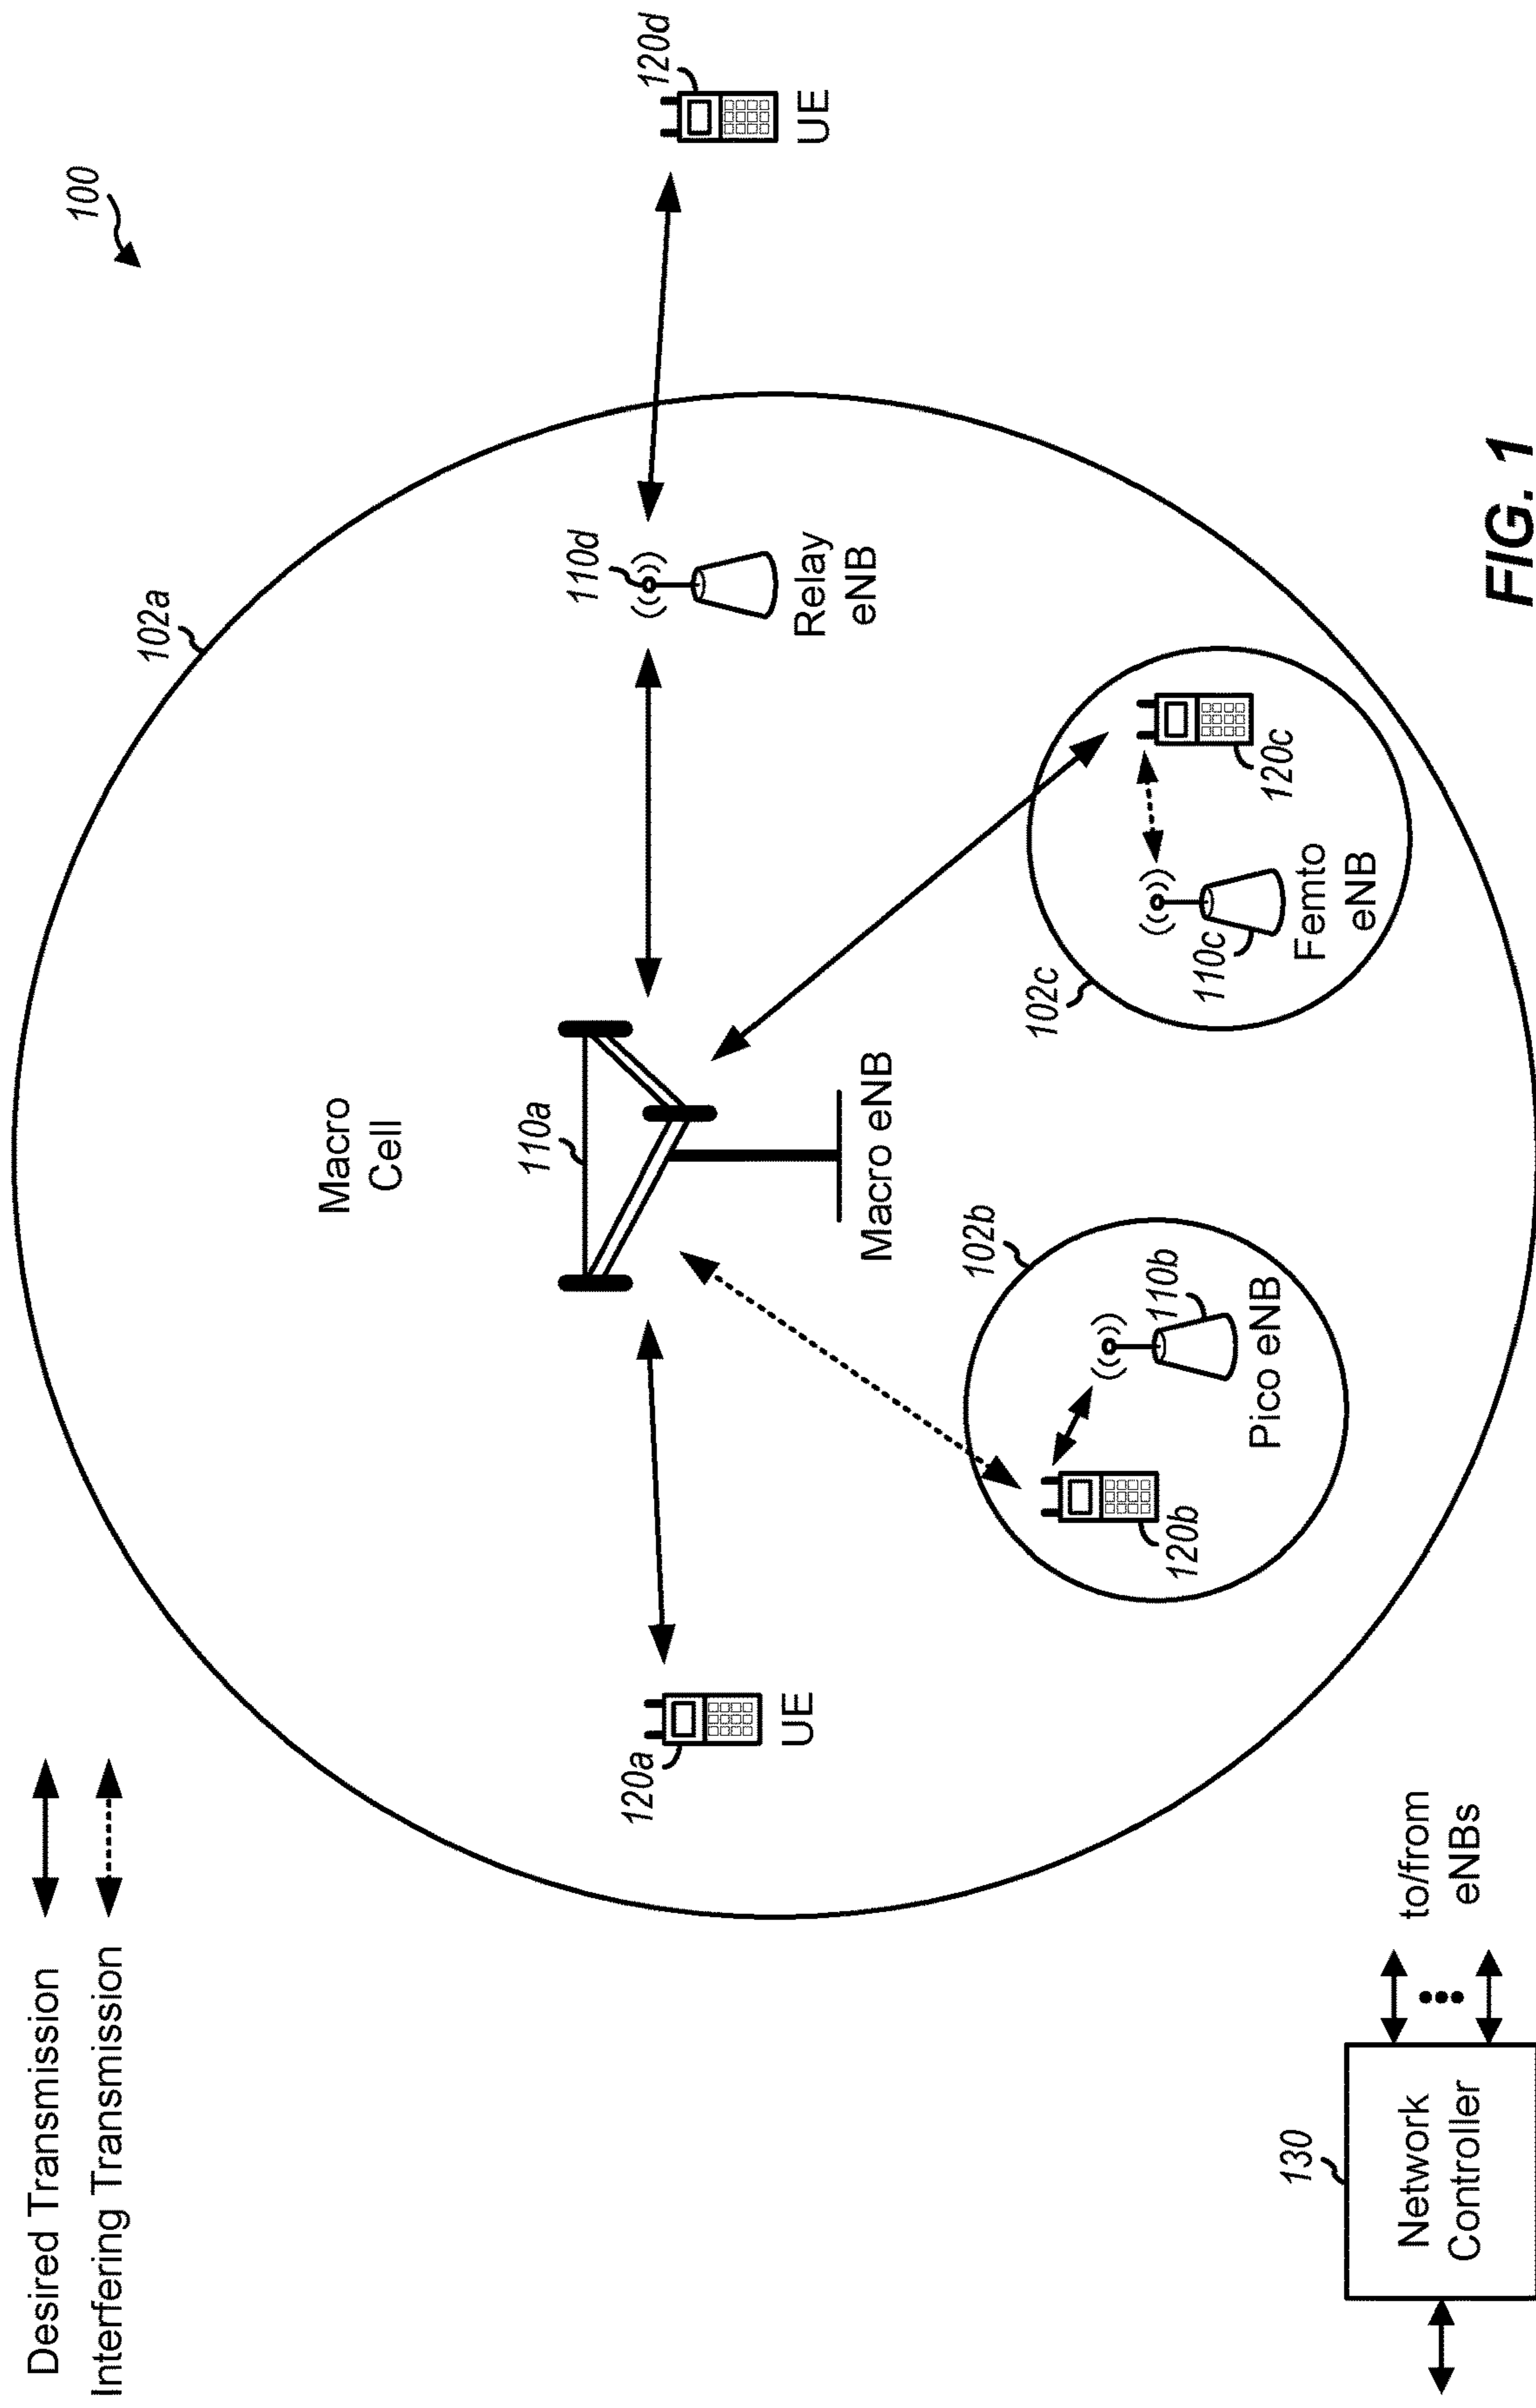 Desired Transmission
Interfering Transmission
100
102a
Macro
Cell
110a
Macro eNB
110d
Relay
eNB
120d
UE
120a
UE
102b
110b
Pico eNB
120b
102c
110c
Femto
eNB
120c
130
Network
Controller
to/from
eNBs
FIG. 1